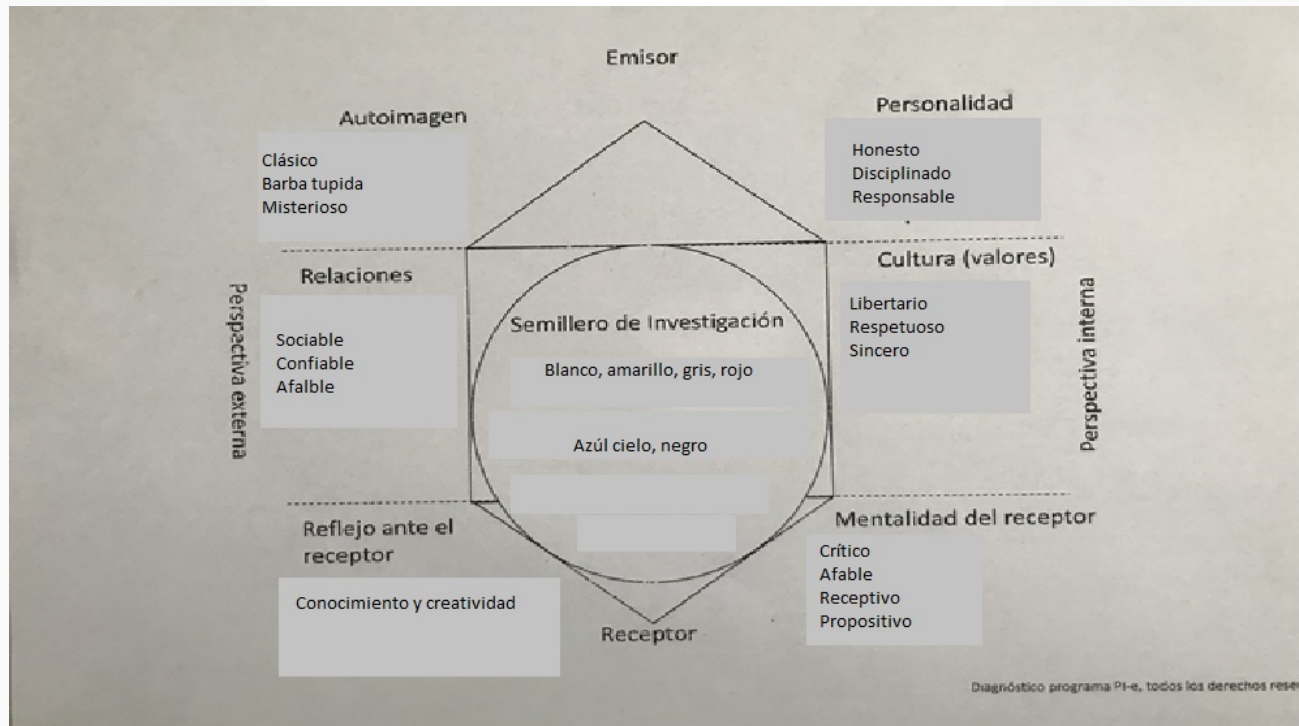 Emisor
Autoimagen
Personalidad
Clásico
Barba tupida
Misterioso
Honesto
Disciplinado
Responsable
Relaciones
Cultura (valores)
Perspectiva externa
Sociable
Confiable
Afalble
Semillero de Investigación
Blanco, amarillo, gris, rojo
Azúl cielo, negro
Libertario
Respetuoso
Sincero
Perspectiva interna
Reflejo ante el
receptor
Conocimiento y creatividad
Mentalidad del receptor
Crítico
Afable
Receptivo
Propositivo
Receptor
Diagnóstico programa PI-e, todos los derechos rese